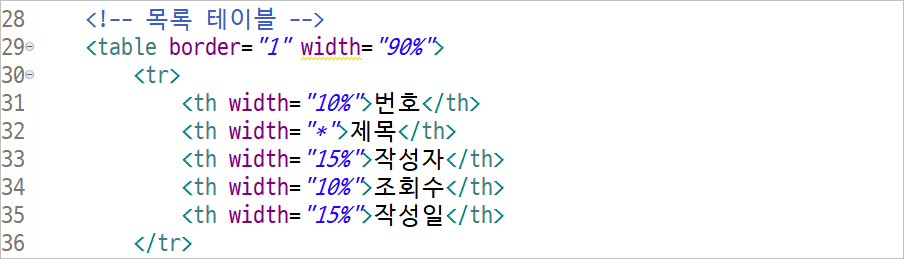 28 <!-- 목록 테이블 -->
29 <table border="1" width="90%">
30 <tr>
31 <th width="10%">번호</th>
32 <th width="*">제목</th>
33 <th width="15%">작성자</th>
34 <th width="10%">조회수</th>
35 <th width="15%">작성일</th>
36 </tr>